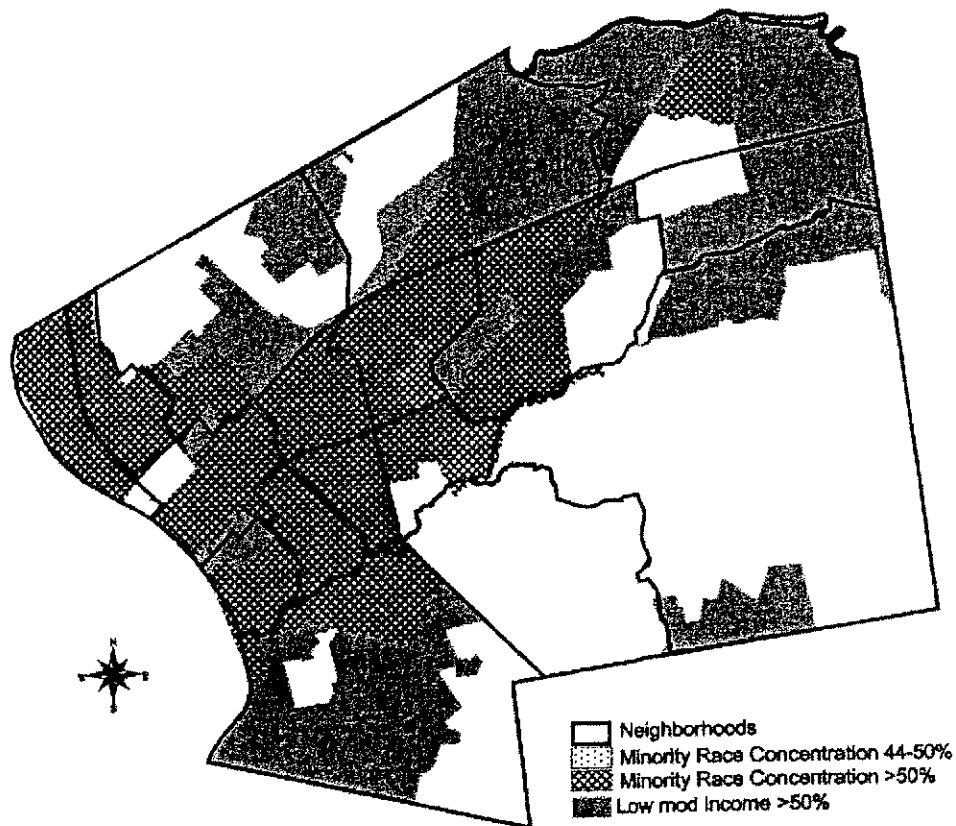 N
Neighborhoods
Minority Race Concentration 44-50%
Minority Race Concentration >50%
Low mod Income >50%